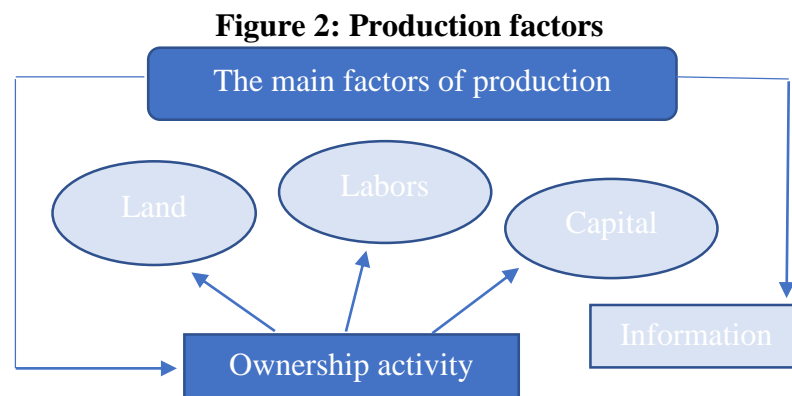 Figure 2: Production factors
The main factors of production
Land
Labors
Capital
Information
Ownership activity